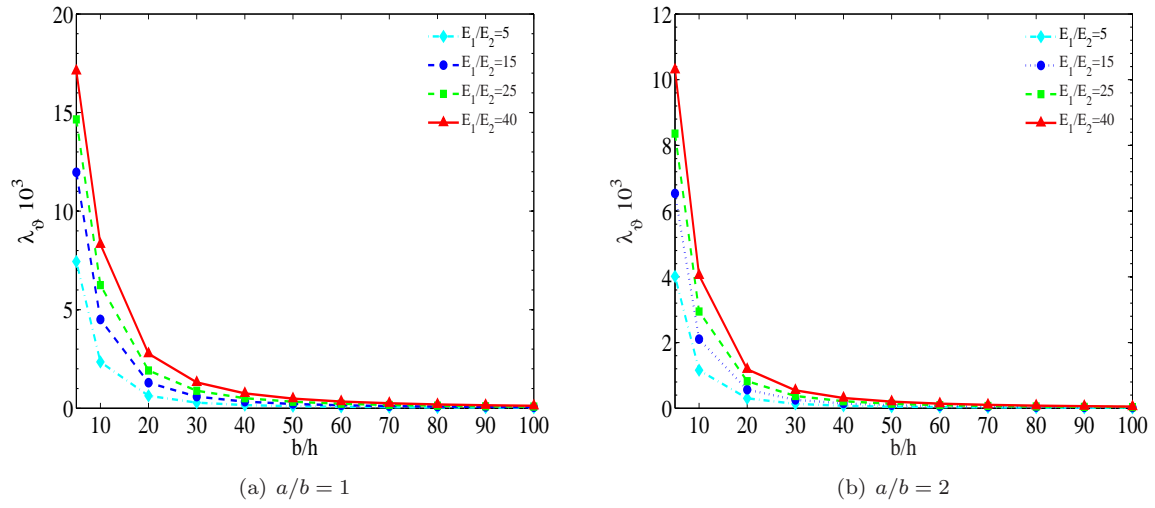 20
15
10
5
0
λ_ϑ 10^3
10 20 30 40 50 60 70 80 90 100
b/h
E_1/E_2=5
E_1/E_2=15
E_1/E_2=25
E_1/E_2=40
(a) a/b = 1
12
10
8
6
4
2
0
λ_ϑ 10^3
10 20 30 40 50 60 70 80 90 100
b/h
E_1/E_2=5
E_1/E_2=15
E_1/E_2=25
E_1/E_2=40
(b) a/b = 2